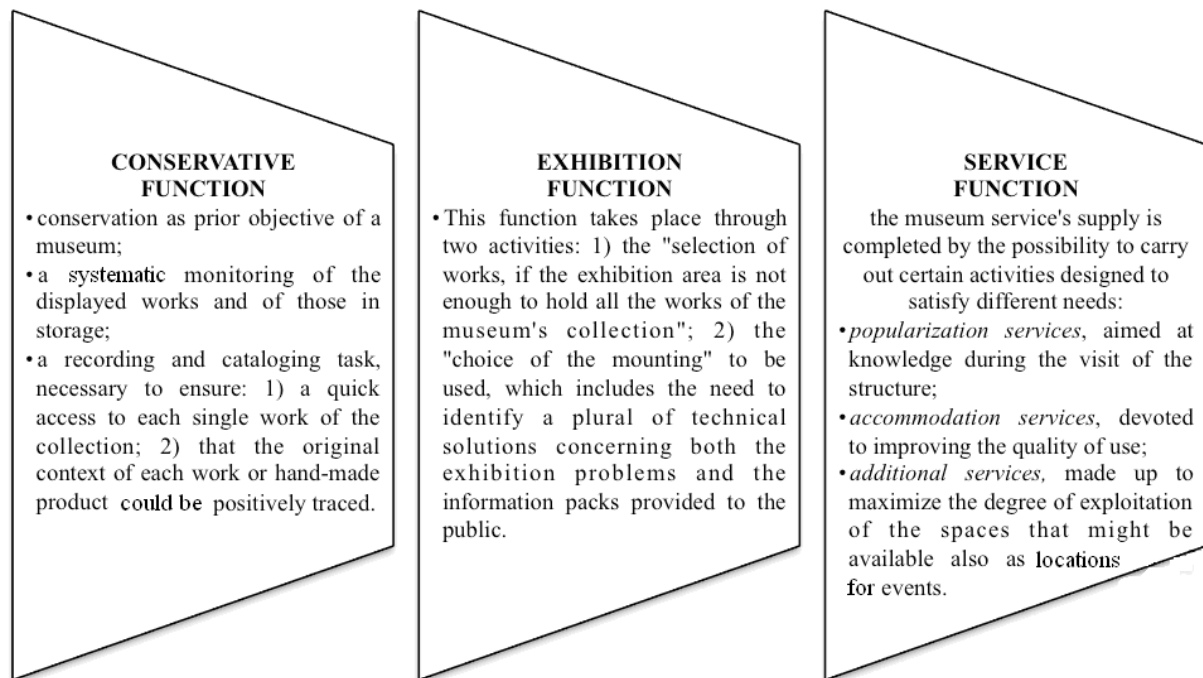 CONSERVATIVE
FUNCTION
•conservation as prior objective of a
museum;
•a systematic monitoring of the
displayed works and of those in
storage;
•a recording and cataloging task,
necessary to ensure: 1) a quick
access to each single work of the
collection; 2) that the original
context of each work or hand-made
product could be positively traced.
EXHIBITION
FUNCTION
•This function takes place through
two activities: 1) the "selection of
works, if the exhibition area is not
enough to hold all the works of the
museum's collection"; 2) the
"choice of the mounting" to be
used, which includes the need to
identify a plural of technical
solutions concerning both the
exhibition problems and the
information packs provided to the
public.
SERVICE
FUNCTION
the museum service's supply is
completed by the possibility to carry
out certain activities designed to
satisfy different needs:
•popularization services, aimed at
knowledge during the visit of the
structure;
•accommodation services, devoted
to improving the quality of use;
•additional services, made up to
maximize the degree of exploitation
of the spaces that might be
available also as locations
for events.